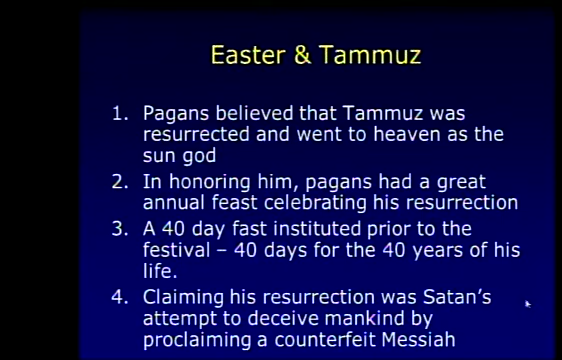 Easter & Tammuz
1. Pagans believed that Tammuz was
resurrected and went to heaven as the
sun god
2. In honoring him, pagans had a great
annual feast celebrating his resurrection
3. A 40 day fast instituted prior to the
festival – 40 days for the 40 years of his
life.
4. Claiming his resurrection was Satan's
attempt to deceive mankind by
proclaiming a counterfeit Messiah